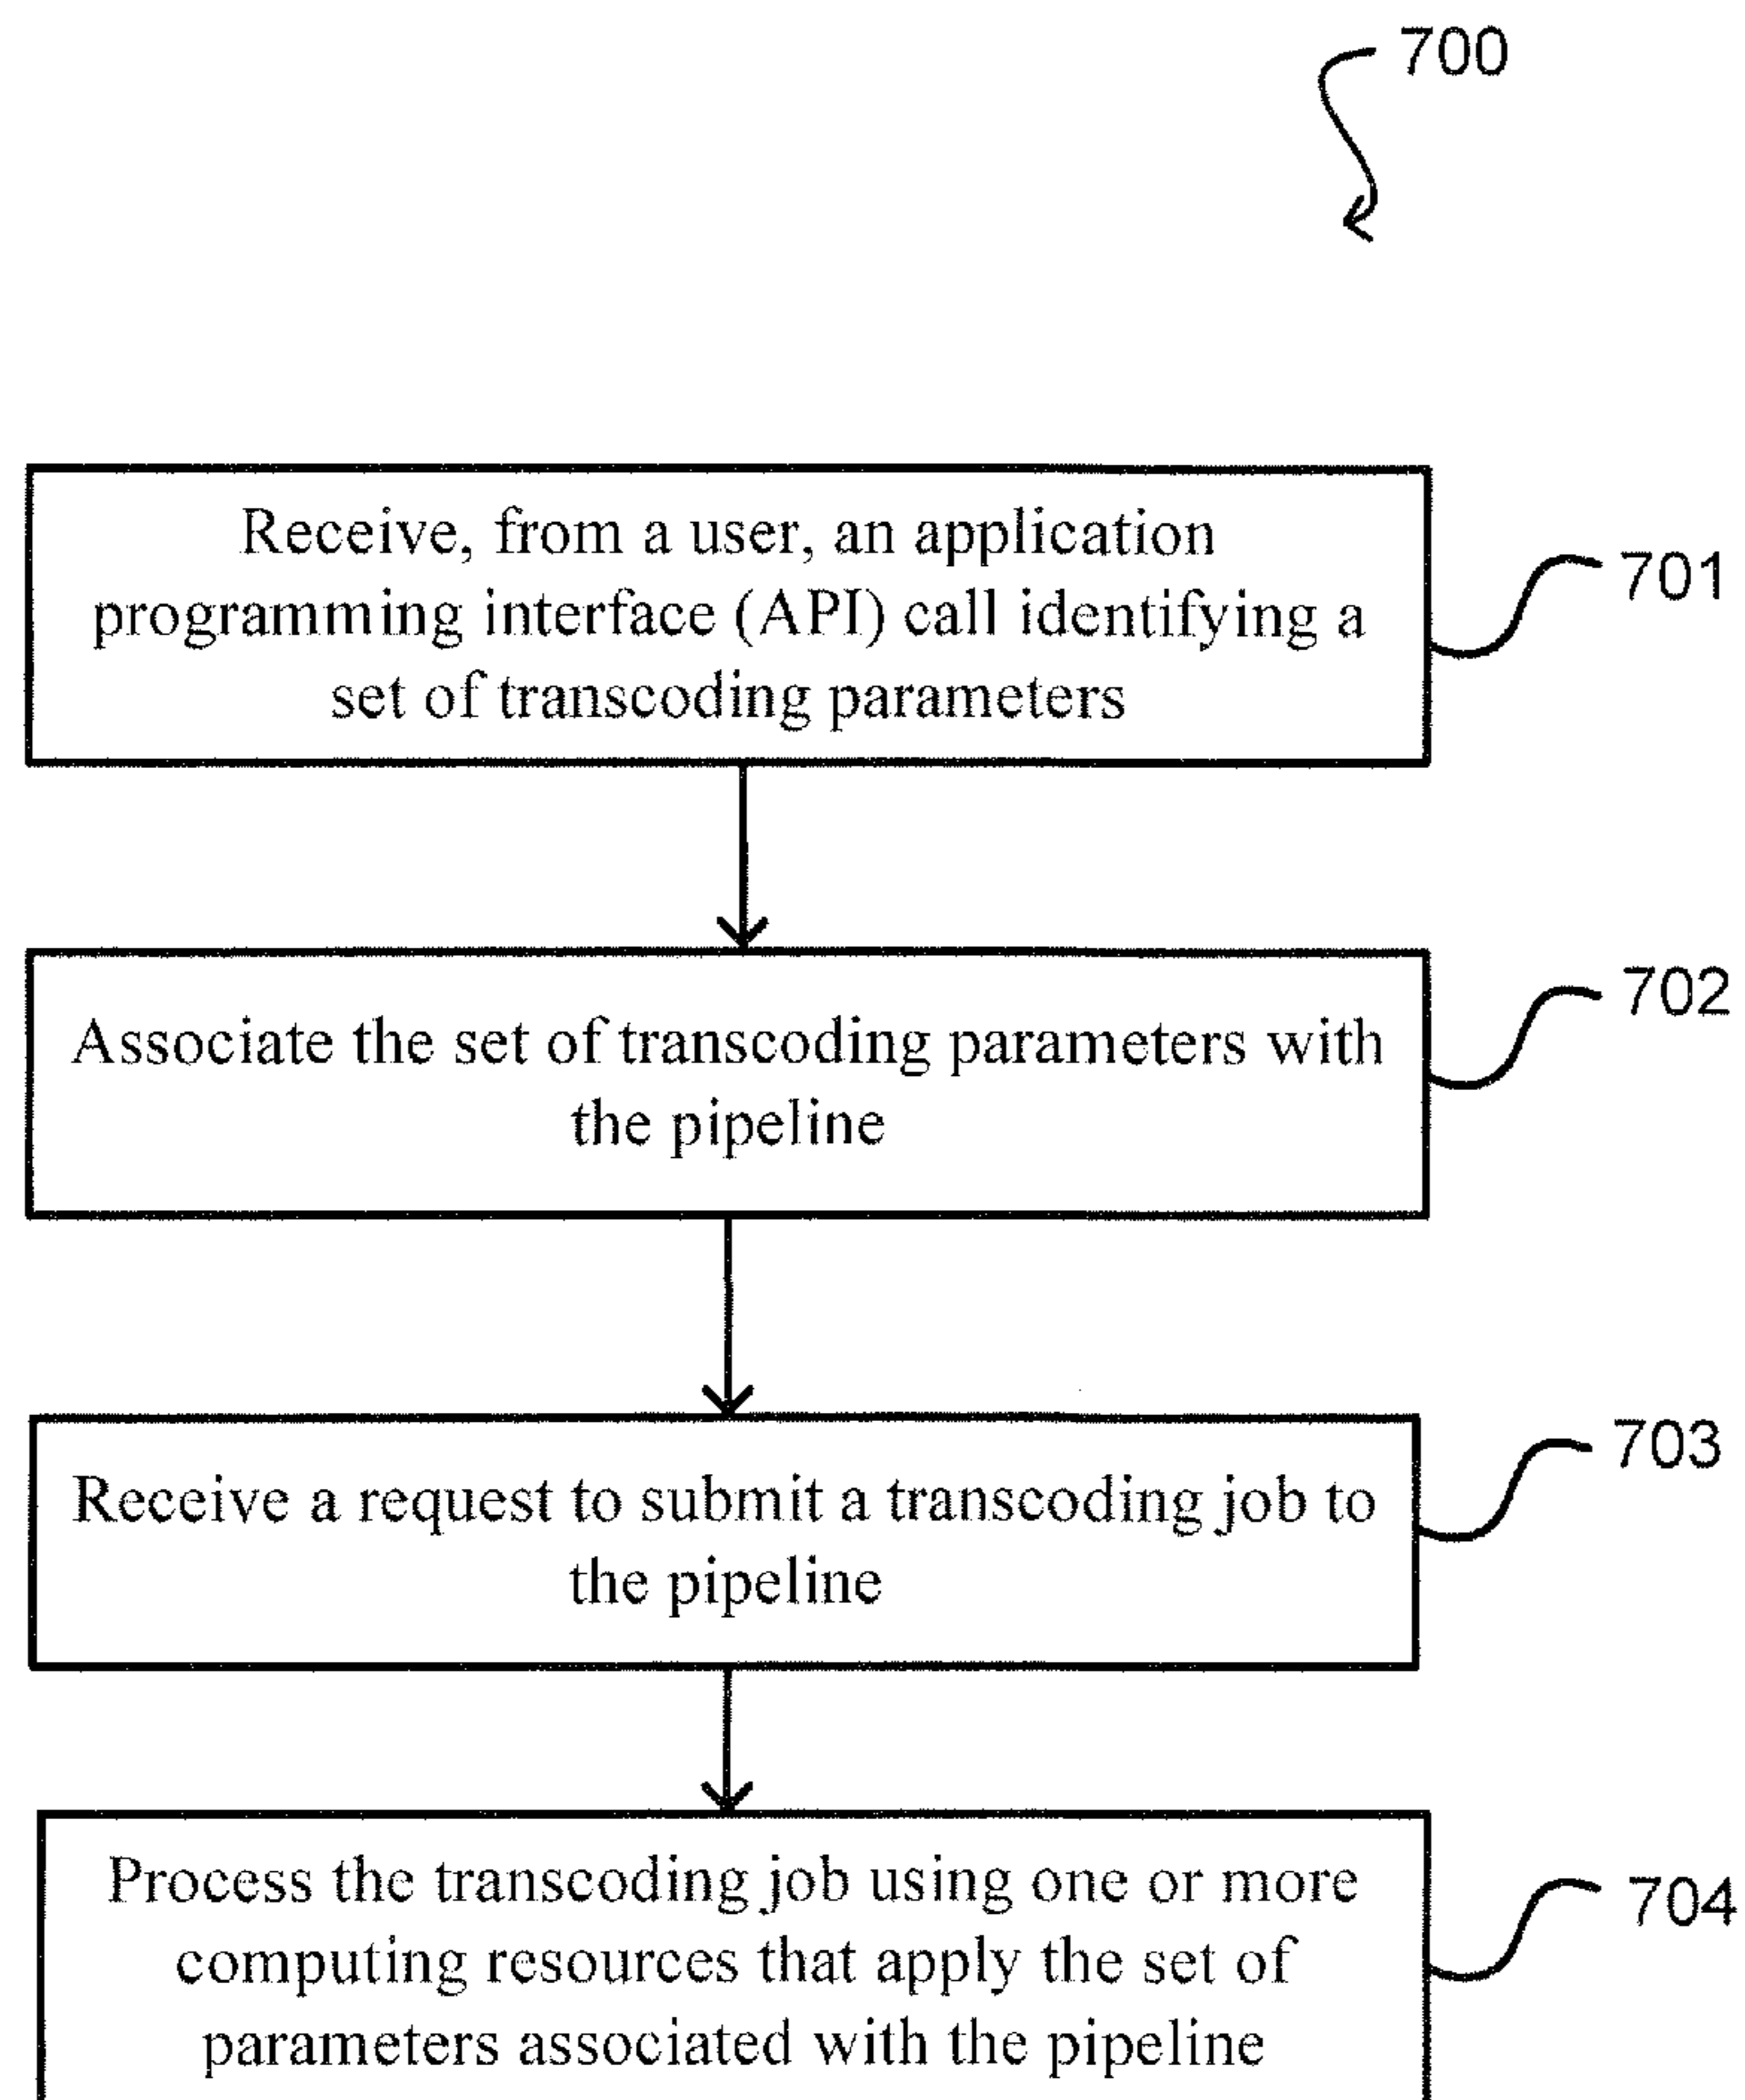 700
Receive, from a user, an application
programming interface (API) call identifying a
set of transcoding parameters
701
Associate the set of transcoding parameters with
the pipeline
702
Receive a request to submit a transcoding job to
the pipeline
703
Process the transcoding job using one or more
computing resources that apply the set of
parameters associated with the pipeline
704